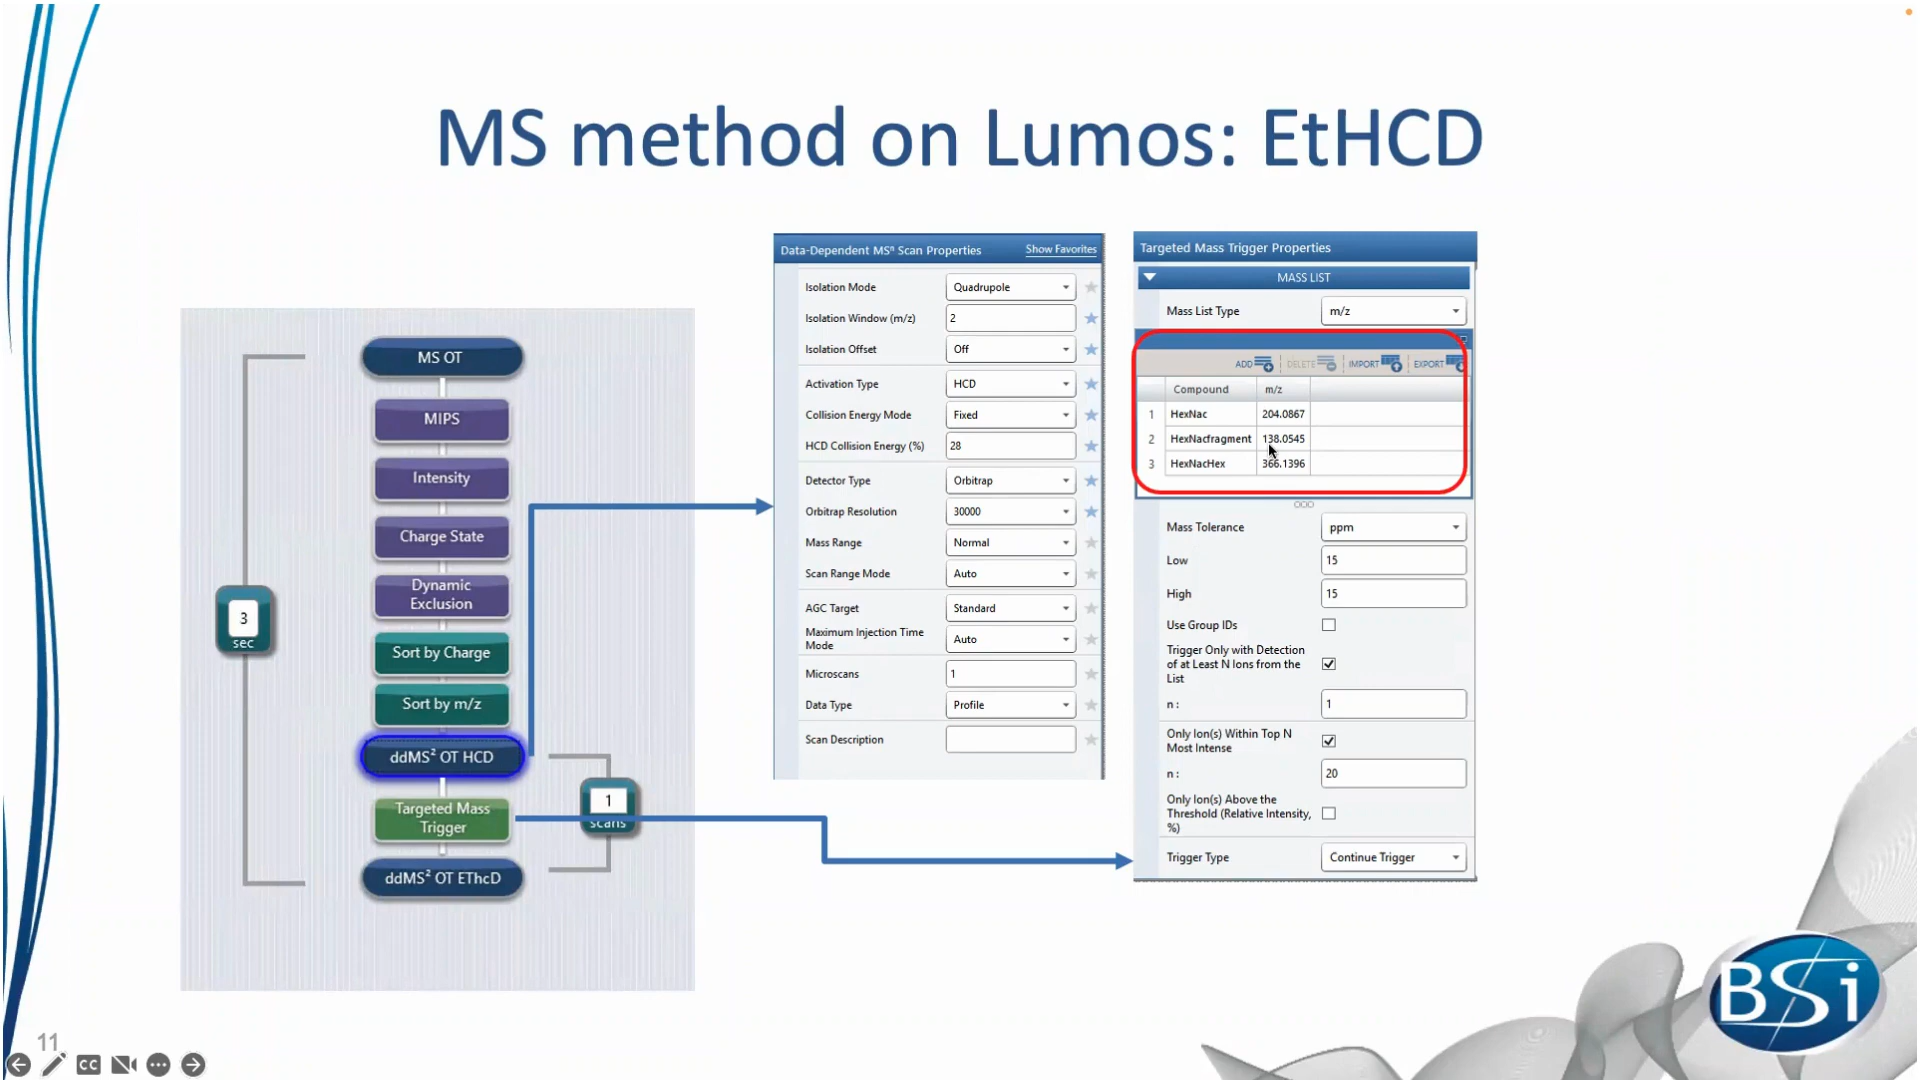 MS method on Lumos: EtHCD
MS OT
MIPS
Intensity
Charge State
Dynamic
Exclusion
Sort by Charge
Sort by m/z
ddMS² OT HCD
Targeted Mass
Trigger
ddMS² OT EThcD
3
sec
1
scans
Data-Dependent MSⁿ Scan Properties
Show Favorites
Isolation Mode Quadrupole
Isolation Window (m/z) 2
Isolation Offset Off
Activation Type HCD
Collision Energy Mode Fixed
HCD Collision Energy (%) 28
Detector Type Orbitrap
Orbitrap Resolution 30000
Mass Range Normal
Scan Range Mode Auto
AGC Target Standard
Maximum Injection Time
Mode Auto
Microscans 1
Data Type Profile
Scan Description
Targeted Mass Trigger Properties
MASS LIST
Mass List Type m/z
ADD DELETE IMPORT EXPORT
Compound m/z
1 HexNac 204.0867
2 HexNacfragment 138.0545
3 HexNacHex 366.1396
Mass Tolerance ppm
Low 15
High 15
Use Group IDs
Trigger Only with Detection
of at Least N Ions from the
List
n : 1
Only Ion(s) Within Top N
Most Intense
n : 20
Only Ion(s) Above the
Threshold (Relative Intensity,
%)
Trigger Type Continue Trigger
BSi
11
CC